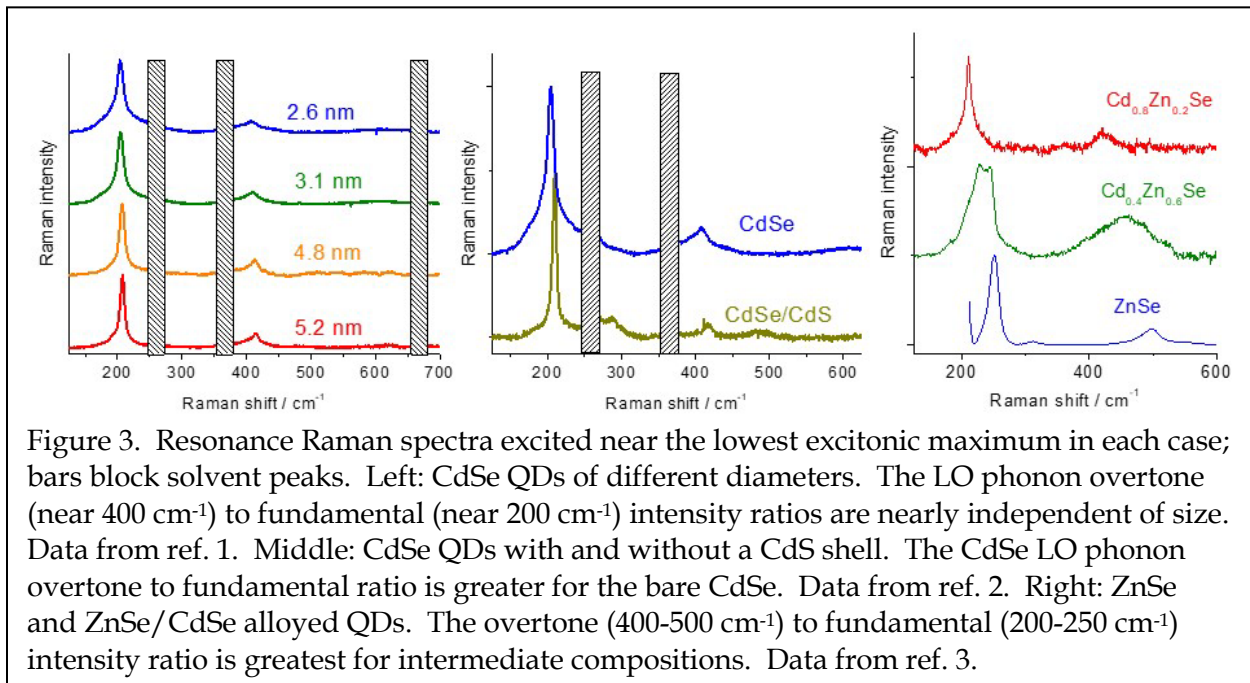 Raman intensity
2.6 nm
3.1 nm
4.8 nm
5.2 nm
200 300 400 500 600 700
Raman shift / cm⁻¹
Raman intensity
CdSe
CdSe/CdS
200 300 400 500 600
Raman shift / cm⁻¹
Raman intensity
Cd₀.₈Zn₀.₂Se
Cd₀.₄Zn₀.₆Se
ZnSe
200 400 600
Raman shift / cm⁻¹
Figure 3. Resonance Raman spectra excited near the lowest excitonic maximum in each case;
bars block solvent peaks. Left: CdSe QDs of different diameters. The LO phonon overtone
(near 400 cm⁻¹) to fundamental (near 200 cm⁻¹) intensity ratios are nearly independent of size.
Data from ref. 1. Middle: CdSe QDs with and without a CdS shell. The CdSe LO phonon
overtone to fundamental ratio is greater for the bare CdSe. Data from ref. 2. Right: ZnSe
and ZnSe/CdSe alloyed QDs. The overtone (400-500 cm⁻¹) to fundamental (200-250 cm⁻¹)
intensity ratio is greatest for intermediate compositions. Data from ref. 3.